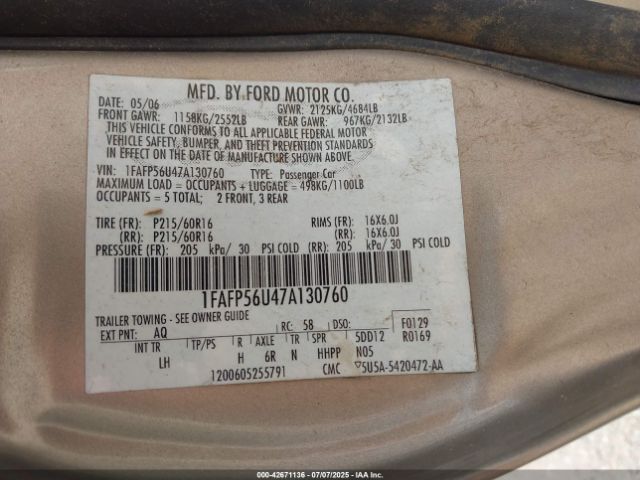 MFD. BY FORD MOTOR CO.
DATE: 05/06 GVWR: 2125KG/4684LB
FRONT GAWR: 1158KG/2552LB REAR GAWR: 967KG/2132LB
THIS VEHICLE CONFORMS TO ALL APPLICABLE FEDERAL MOTOR
VEHICLE SAFETY, BUMPER, AND THEFT PREVENTION STANDARDS
IN EFFECT ON THE DATE OF MANUFACTURE SHOWN ABOVE.
VIN: 1FAFP56U47A130760 TYPE: Passenger Car
MAXIMUM LOAD = OCCUPANTS + LUGGAGE = 498KG/1100LB
OCCUPANTS = 5 TOTAL; 2 FRONT, 3 REAR
TIRE (FR): P215/60R16 RIMS (FR): 16X6.0J
(RR): P215/60R16 (RR): 16X6.0J
PRESSURE (FR): 205 kPa/ 30 PSI COLD (RR): 205 kPa/ 30 PSI COLD
1FAFP56U47A130760
TRAILER TOWING - SEE OWNER GUIDE
EXT PNT: AQ RC: 58 DSO: F0129
INT TR TP/PS R AXLE TR SPR 5DD12 R0169
LH H 6R N HHPP N05
1200605255791 CMC ▽5U5A-5420472-AA
© 2025 - 42671136 - 07/07/2025 - IAA Holdings, LLC